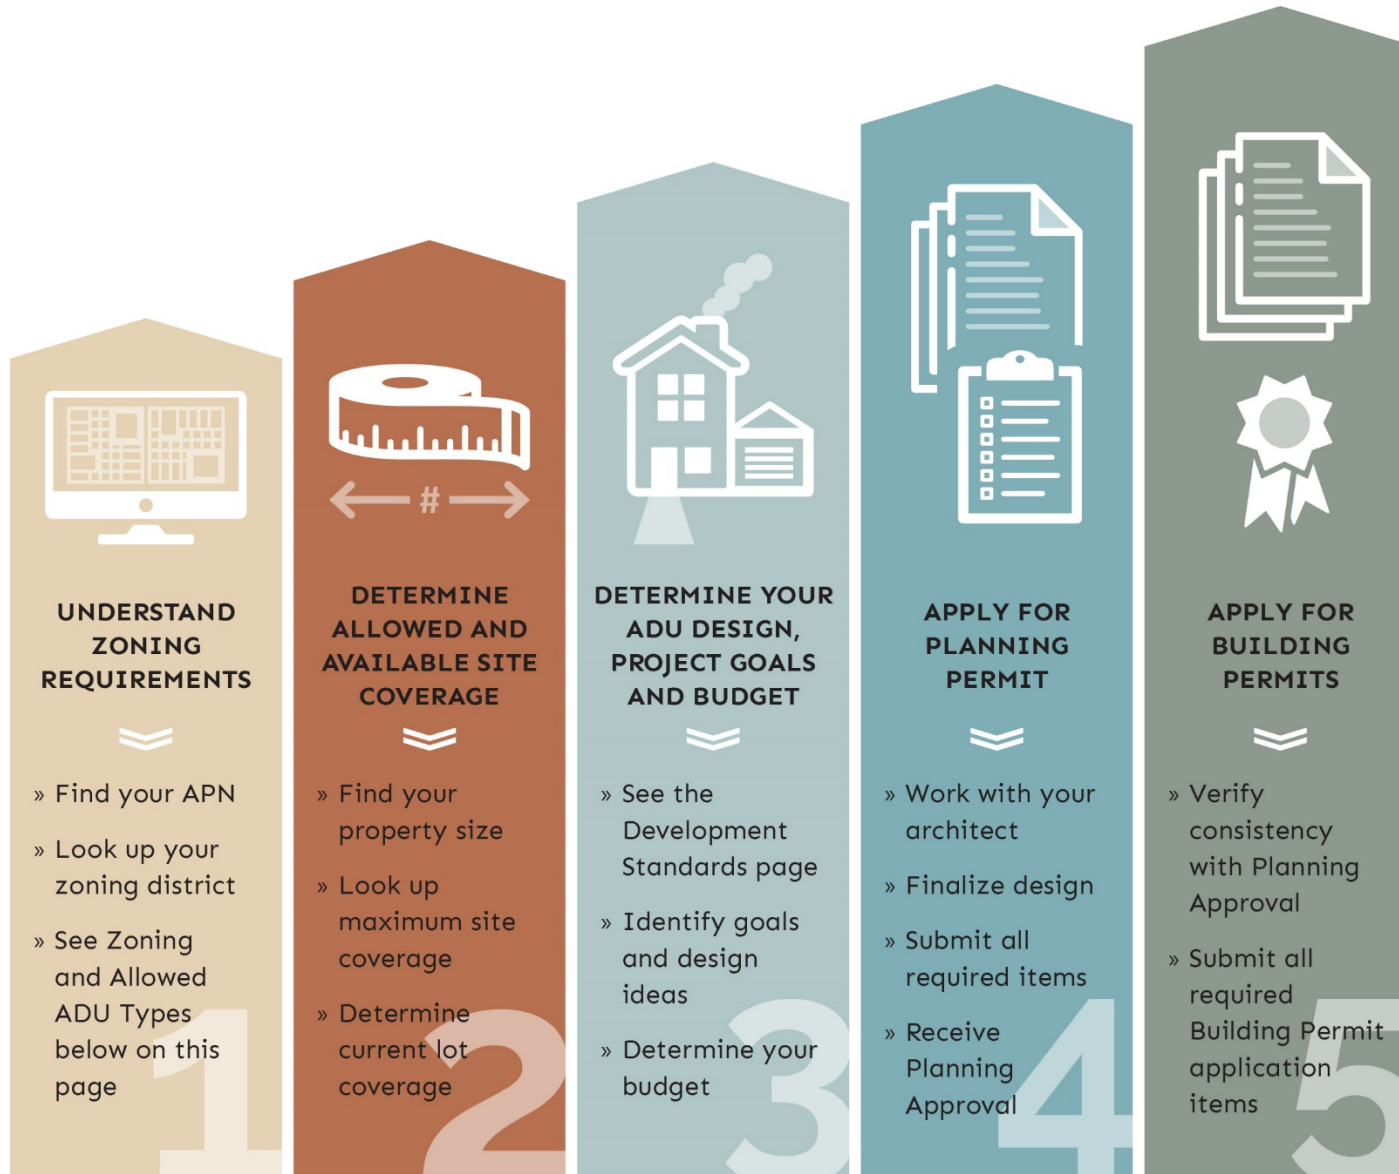 #
UNDERSTAND
ZONING
REQUIREMENTS
» Find your APN
» Look up your
zoning district
» See Zoning
and Allowed
ADU Types
below on this
page
1
DETERMINE
ALLOWED AND
AVAILABLE SITE
COVERAGE
» Find your
property size
» Look up
maximum site
coverage
» Determine
current lot
coverage
2
DETERMINE YOUR
ADU DESIGN,
PROJECT GOALS
AND BUDGET
» See the
Development
Standards page
» Identify goals
and design
ideas
» Determine your
budget
3
APPLY FOR
PLANNING
PERMIT
» Work with your
architect
» Finalize design
» Submit all
required items
» Receive
Planning
Approval
4
APPLY FOR
BUILDING
PERMITS
» Verify
consistency
with Planning
Approval
» Submit all
required
Building Permit
application
items
5